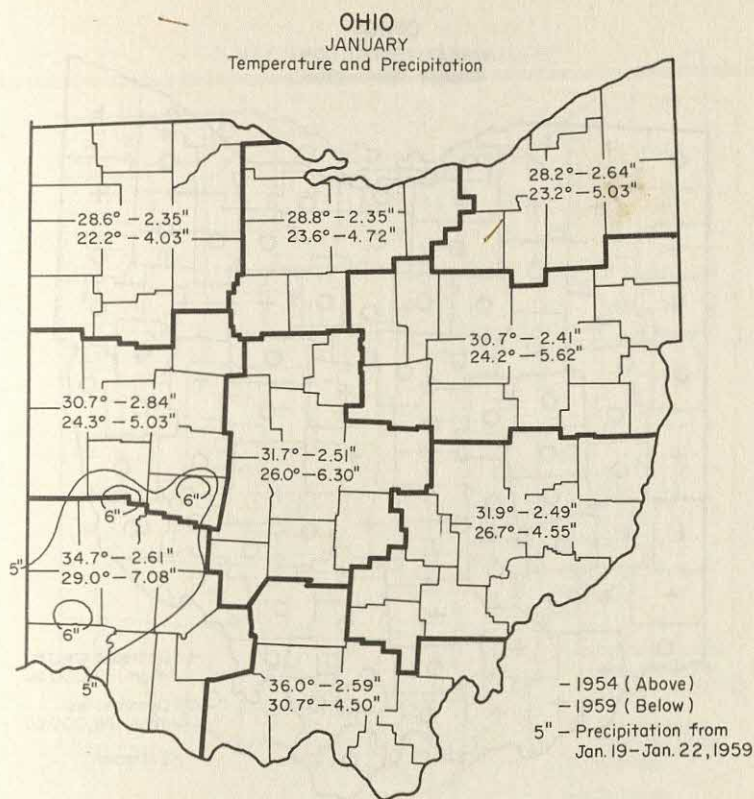 OHIO
JANUARY
Temperature and Precipitation
28.2° – 2.64"
23.2° – 5.03"
28.6° – 2.35"
22.2° – 4.03"
28.8° – 2.35"
23.6° – 4.72"
30.7° – 2.41"
24.2° – 5.62"
30.7° – 2.84"
24.3° – 5.03"
31.7° – 2.51"
26.0° – 6.30"
6"
6"
31.9° – 2.49"
26.7° – 4.55"
34.7° – 2.61"
5"
29.0° – 7.08"
6"
5"
36.0° – 2.59"
30.7° – 4.50"
– 1954 (Above)
– 1959 (Below)
5" – Precipitation from
Jan. 19–Jan. 22, 1959